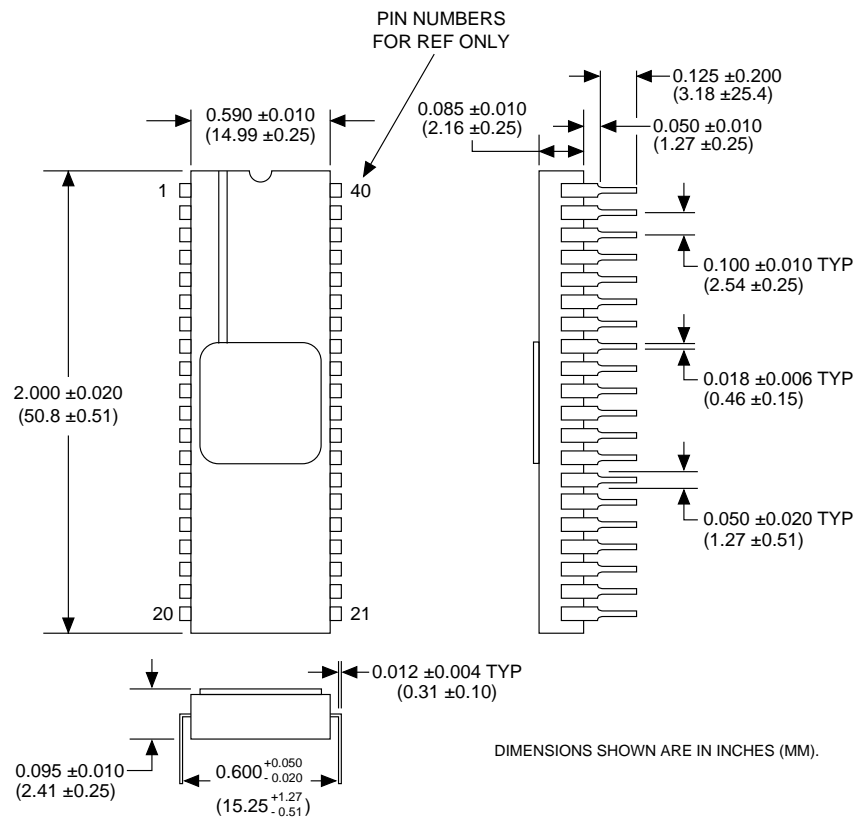 PIN NUMBERS
FOR REF ONLY
0.590 ±0.010
(14.99 ±0.25)
0.085 ±0.010
(2.16 ±0.25)
0.125 ±0.200
(3.18 ±25.4)
0.050 ±0.010
(1.27 ±0.25)
1
40
0.100 ±0.010 TYP
(2.54 ±0.25)
2.000 ±0.020
(50.8 ±0.51)
0.018 ±0.006 TYP
(0.46 ±0.15)
0.050 ±0.020 TYP
(1.27 ±0.51)
20
21
0.012 ±0.004 TYP
(0.31 ±0.10)
0.095 ±0.010
(2.41 ±0.25)
0.600 +0.050 - 0.020
(15.25 +1.27 - 0.51)
DIMENSIONS SHOWN ARE IN INCHES (MM).